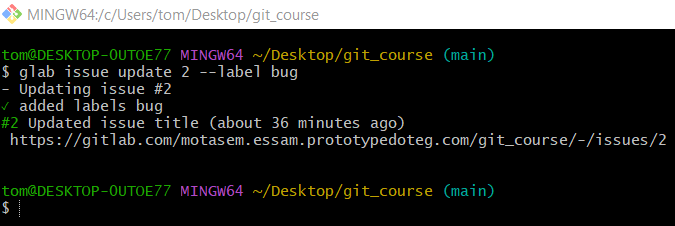 MINGW64:/c/Users/tom/Desktop/git_course
tom@DESKTOP-OUTOE77 MINGW64 ~/Desktop/git_course (main)
$ glab issue update 2 --label bug
- Updating issue #2
✓ added labels bug
#2 Updated issue title (about 36 minutes ago)
https://gitlab.com/motasem.essam.prototypedoteg.com/git_course/-/issues/2
tom@DESKTOP-OUTOE77 MINGW64 ~/Desktop/git_course (main)
$